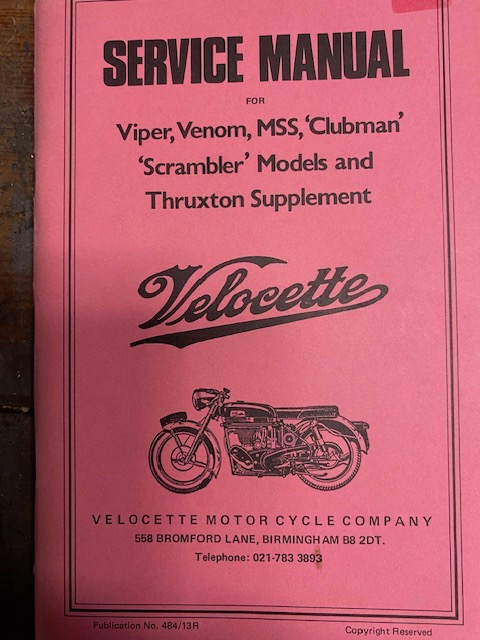 SERVICE MANUAL
FOR
Viper, Venom, MSS, ‘Clubman’
‘Scrambler’ Models and
Thruxton Supplement
Velocette
VELOCETTE MOTOR CYCLE COMPANY
558 BROMFORD LANE, BIRMINGHAM B8 2DT.
Telephone: 021-783 3893
Publication No. 484/13R
Copyright Reserved